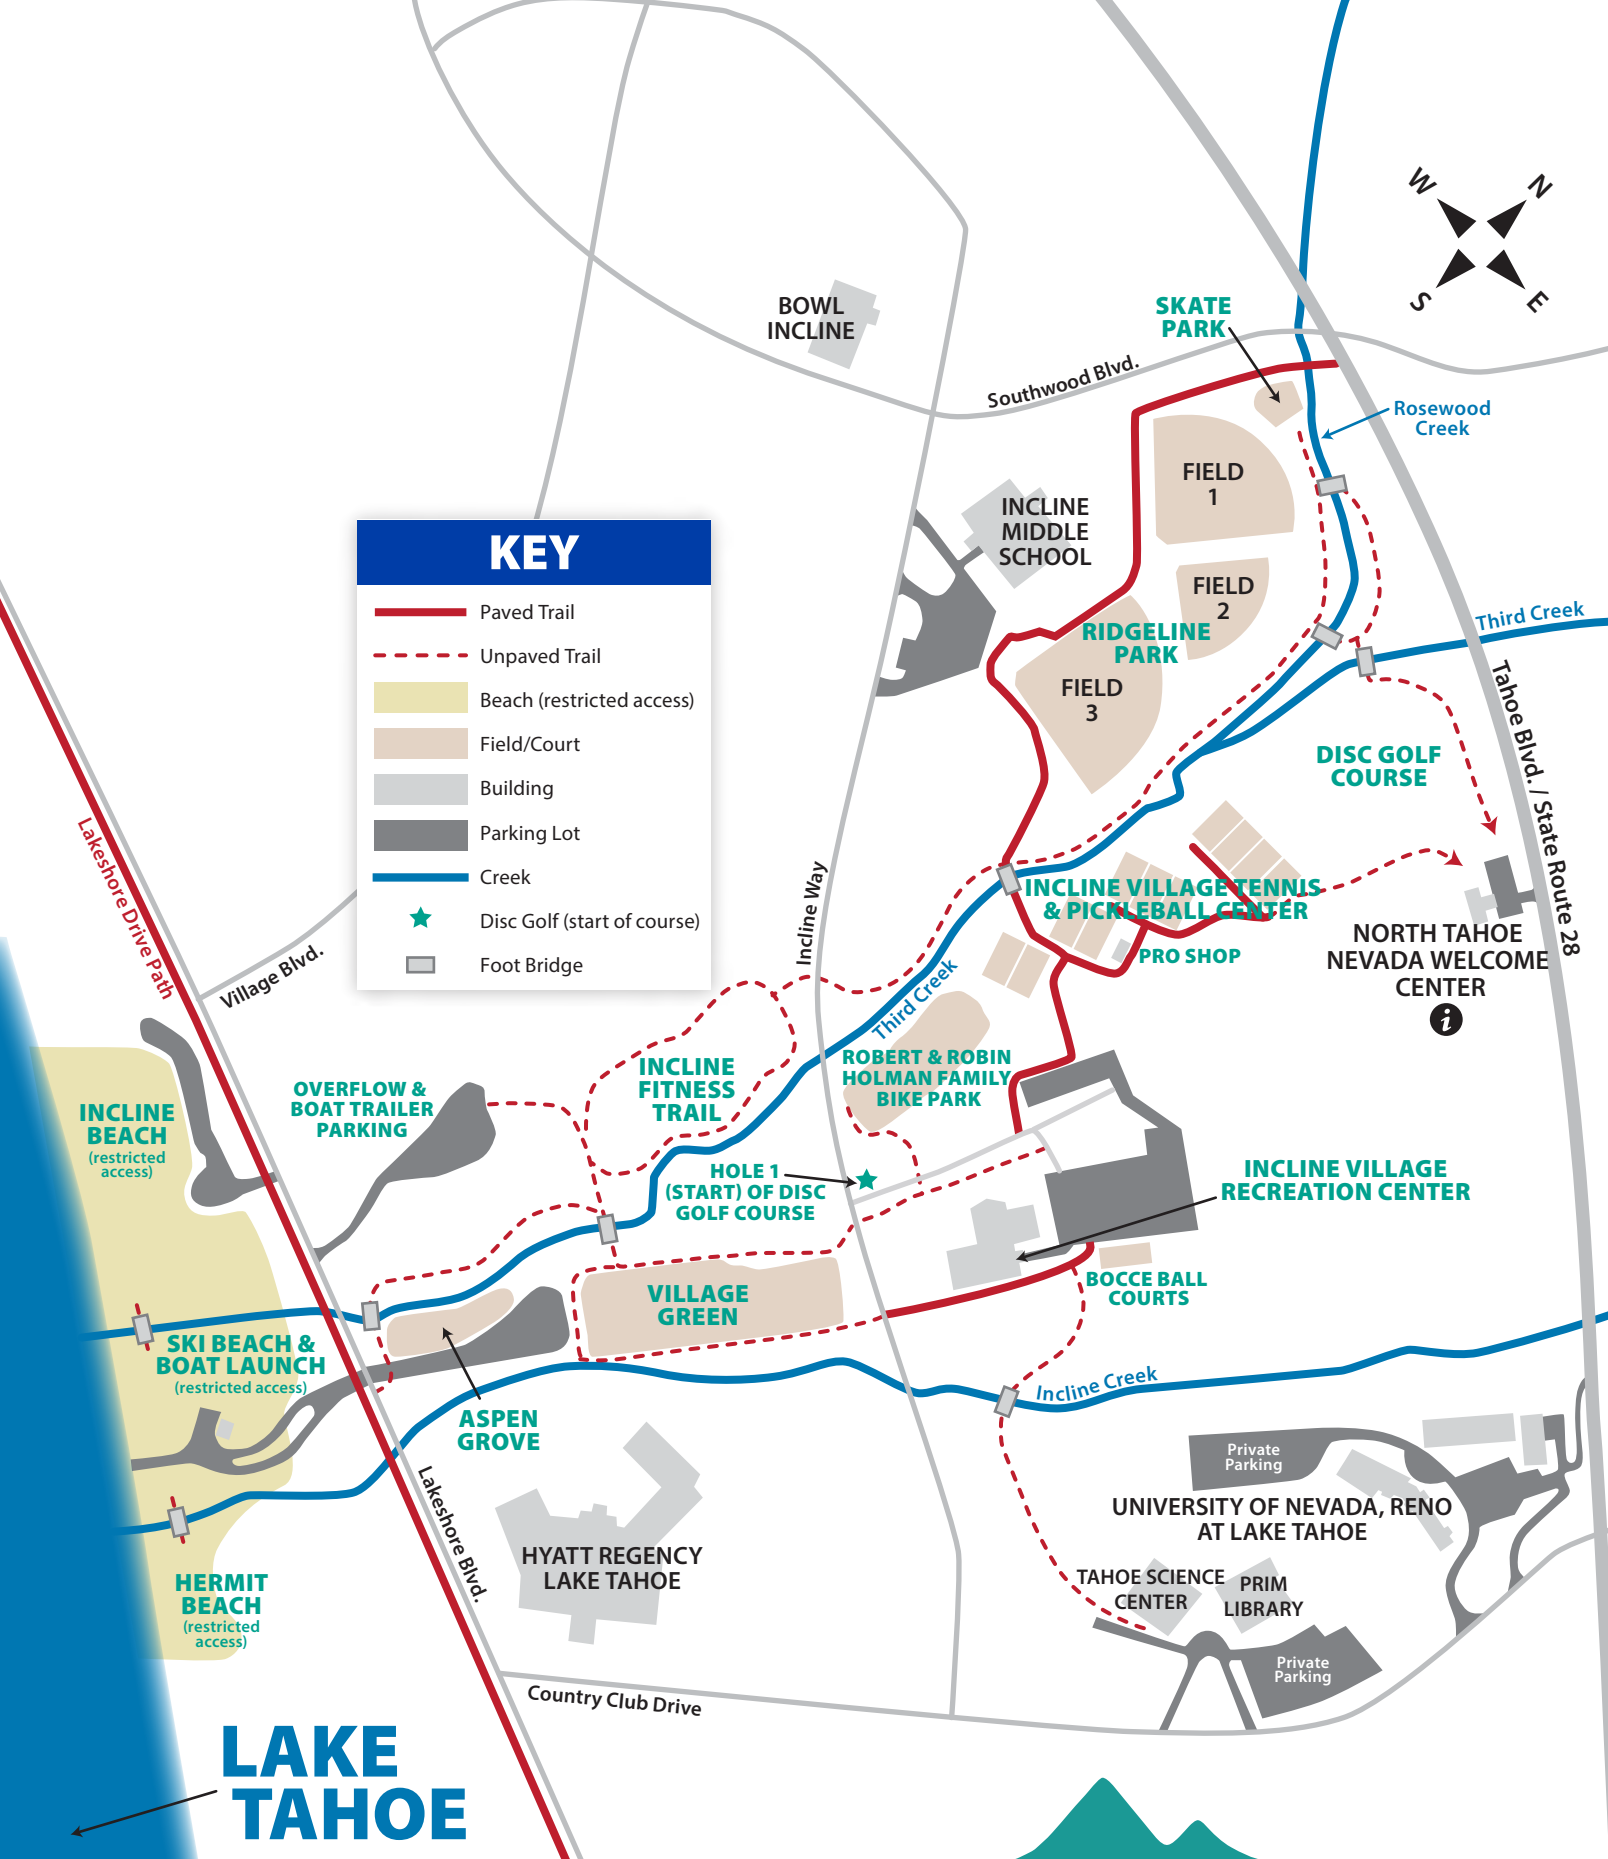 W
N
S
E
BOWL
INCLINE
SKATE
PARK
Southwood Blvd.
Rosewood
Creek
FIELD
1
INCLINE
MIDDLE
SCHOOL
FIELD
2
RIDGELINE
PARK
FIELD
3
Third Creek
Tahoe Blvd. / State Route 28
KEY
Paved Trail
Unpaved Trail
Beach (restricted access)
Field/Court
Building
Parking Lot
Creek
Disc Golf (start of course)
Foot Bridge
DISC GOLF
COURSE
Lakeshore Drive Path
Incline Way
INCLINE VILLAGE TENNIS
& PICKLEBALL CENTER
PRO SHOP
NORTH TAHOE
NEVADA WELCOME
CENTER
i
Village Blvd.
Third Creek
INCLINE
FITNESS
TRAIL
ROBERT & ROBIN
HOLMAN FAMILY
BIKE PARK
OVERFLOW &
BOAT TRAILER
PARKING
INCLINE
BEACH
(restricted
access)
HOLE 1
(START) OF DISC
GOLF COURSE
INCLINE VILLAGE
RECREATION CENTER
VILLAGE
GREEN
BOCCE BALL
COURTS
SKI BEACH &
BOAT LAUNCH
(restricted access)
Incline Creek
ASPEN
GROVE
Private
Parking
UNIVERSITY OF NEVADA, RENO
AT LAKE TAHOE
Lakeshore Blvd.
HYATT REGENCY
LAKE TAHOE
HERMIT
BEACH
(restricted
access)
TAHOE SCIENCE
CENTER
PRIM
LIBRARY
Private
Parking
Country Club Drive
LAKE
TAHOE